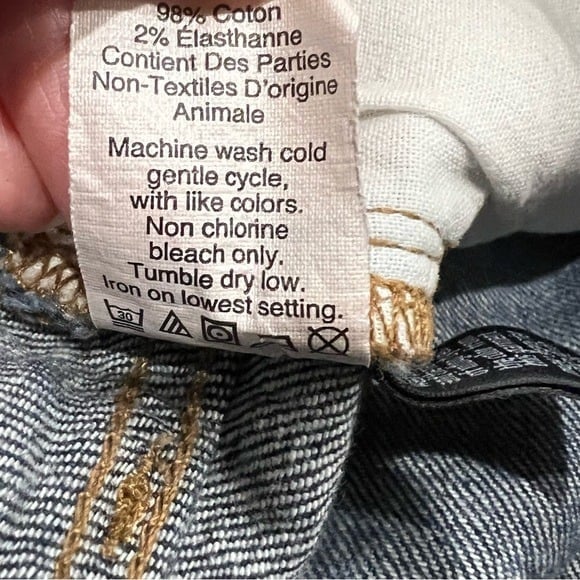 98% Coton
2% Élasthanne
Contient Des Parties
Non-Textiles D'origine
Animale
Machine wash cold
gentle cycle,
with like colors.
Non chlorine
bleach only.
Tumble dry low.
Iron on lowest setting.
30